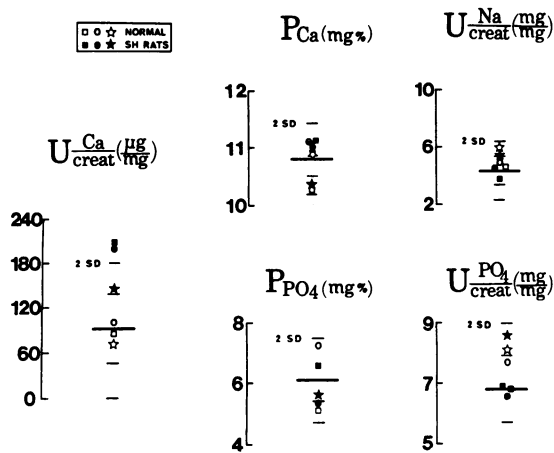 NORMAL
SH RATS
PCa (mg%)
U Na/creat (mg/mg)
U Ca/creat (µg/mg)
12
11
10
2 SD
10
6
2
2 SD
240
180
120
60
0
2 SD
PPO4 (mg%)
U PO4/creat (mg/mg)
8
6
4
2 SD
9
7
5
2 SD